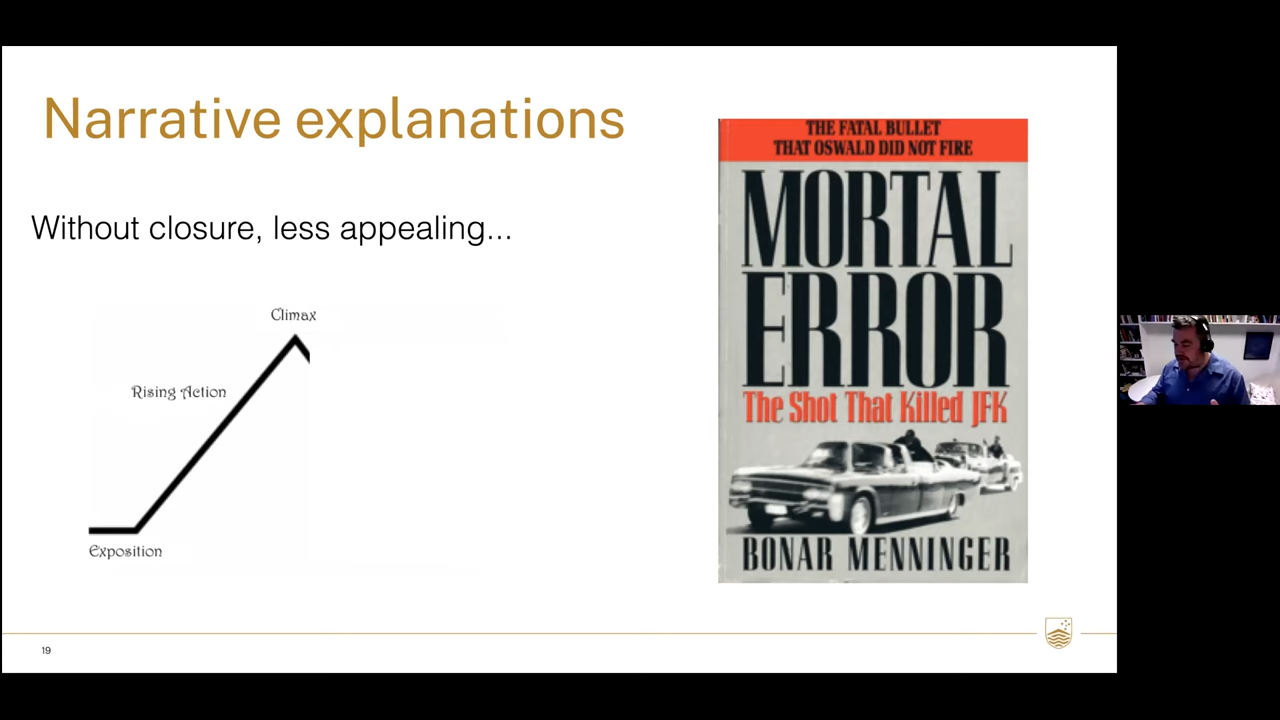 Narrative explanations
Without closure, less appealing...
Climax
Rising Action
Exposition
THE FATAL BULLET
THAT OSWALD DID NOT FIRE
MORTAL
ERROR
The Shot That Killed JFK
BONAR MENNINGER
19